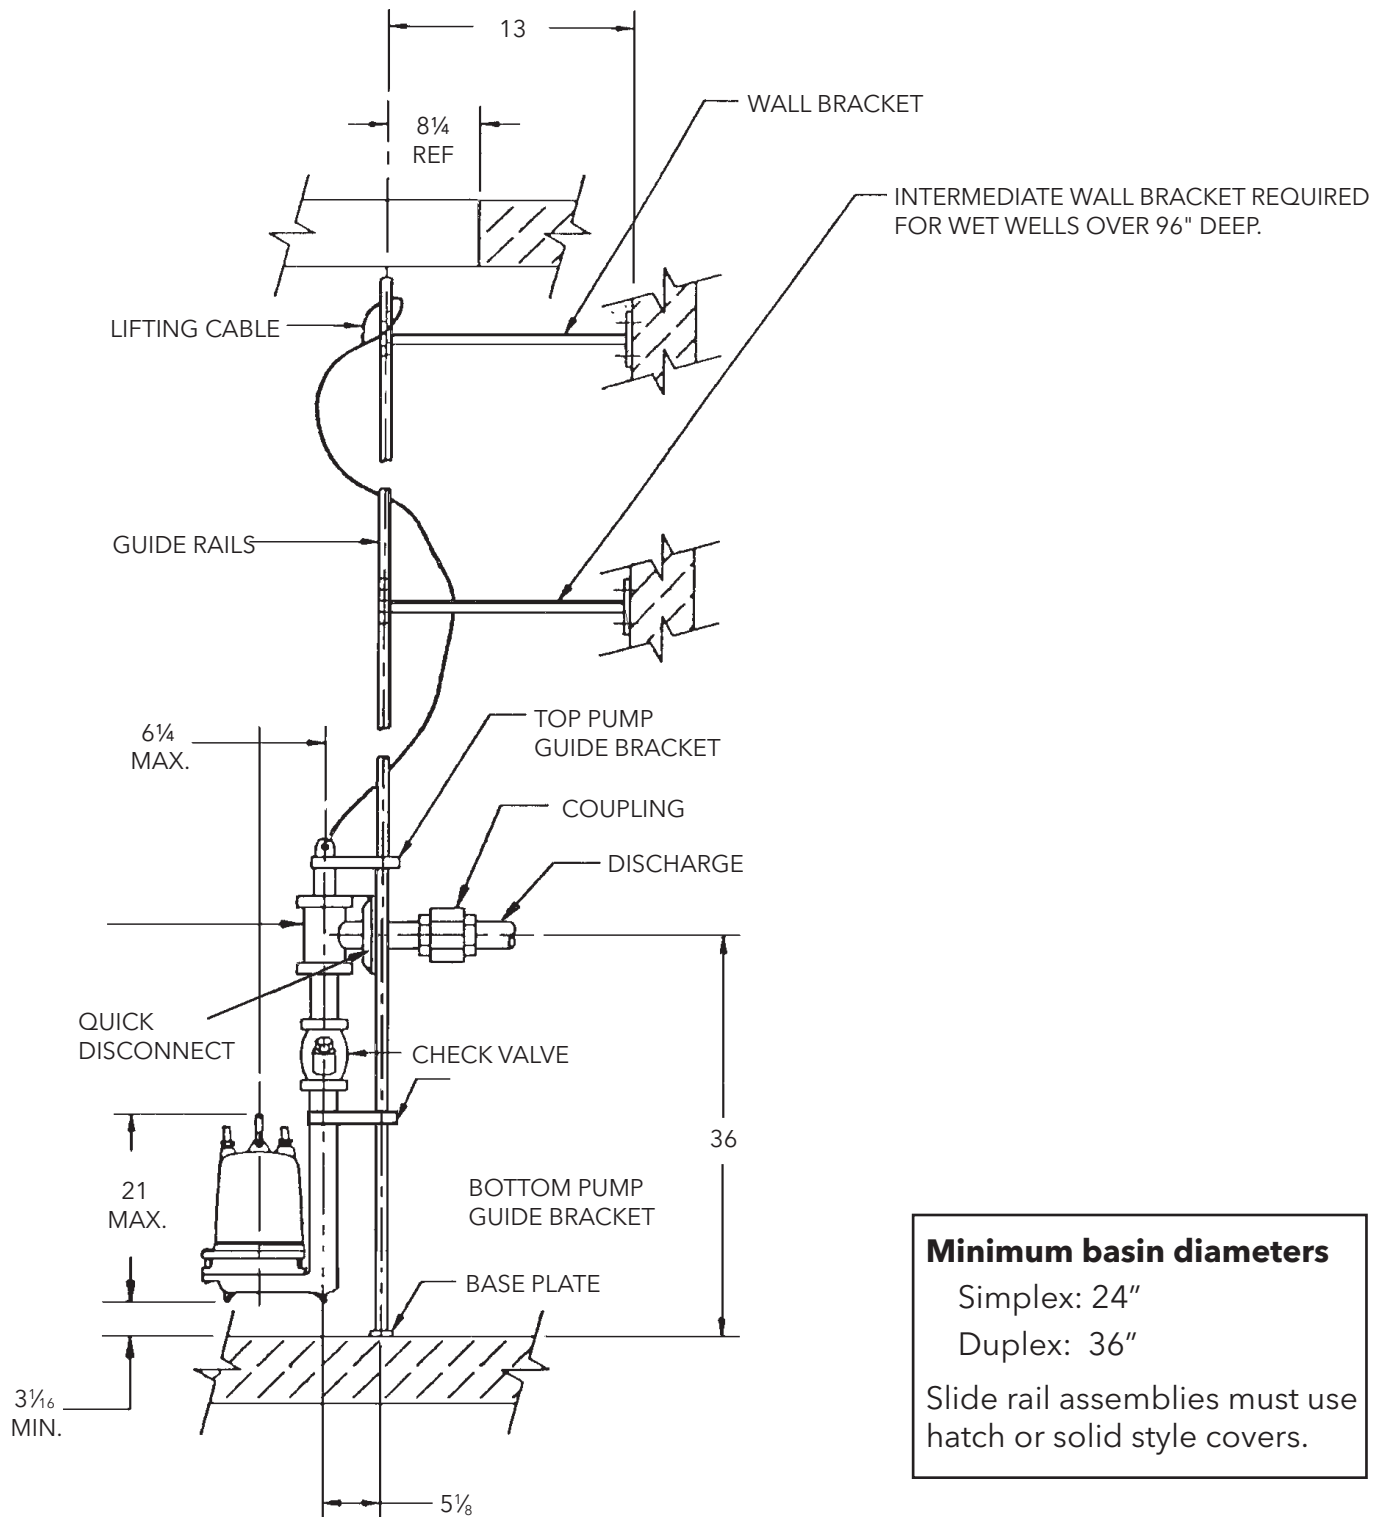 13
WALL BRACKET
8¼
REF
INTERMEDIATE WALL BRACKET REQUIRED
FOR WET WELLS OVER 96" DEEP.
LIFTING CABLE
GUIDE RAILS
TOP PUMP
GUIDE BRACKET
6¼
MAX.
COUPLING
DISCHARGE
QUICK
DISCONNECT
CHECK VALVE
36
21
MAX.
BOTTOM PUMP
GUIDE BRACKET
BASE PLATE
3¹⁄₁₆
MIN.
5⅛
Minimum basin diameters
Simplex: 24″
Duplex: 36″
Slide rail assemblies must use
hatch or solid style covers.